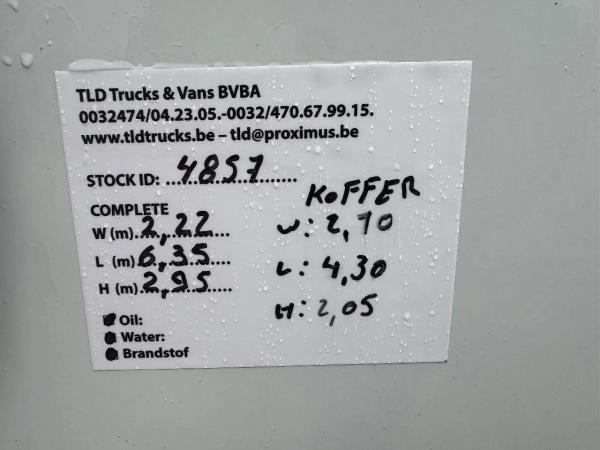 TLD Trucks & Vans BVBA
0032474/04.23.05.-0032/470.67.99.15.
www.tldtrucks.be – tld@proximus.be
STOCK ID: ...4857......
COMPLETE
W (m).2,22...
L (m).6,35...
H (m).2,95....
Oil:
Water:
Brandstof
KOFFER
W: 2,10
L: 4,30
H: 2,05